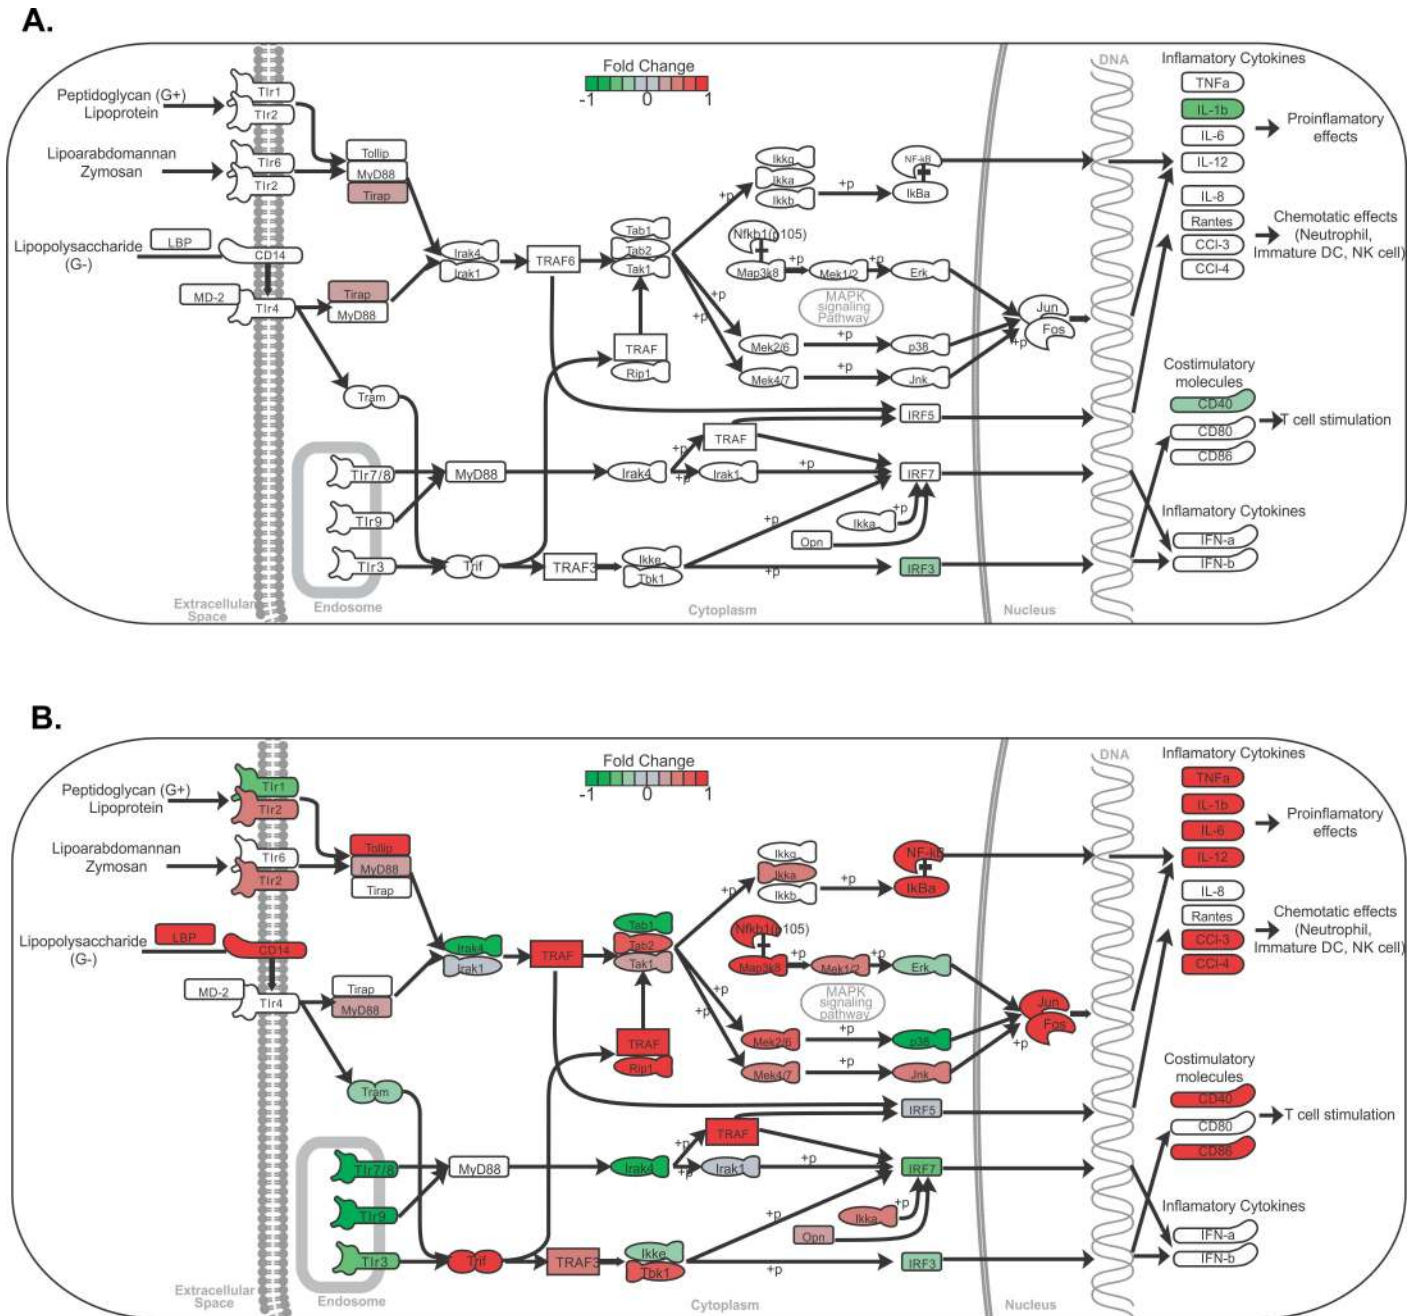 A.
Fold Change
-1 0 1
DNA
Inflamatory Cytokines
TNFa
IL-1b
IL-6
IL-12
Proinflamatory
effects
IL-8
Rantes
CCl-3
CCl-4
Chemotatic effects
(Neutrophil,
Immature DC, NK cell)
Peptidoglycan (G+)
Lipoprotein
Tlr1
Tlr2
Lipoarabdomannan
Zymosan
Tlr6
Tlr2
Tollip
MyD88
Tirap
Lipopolysaccharide
(G-)
LBP
CD14
MD-2
Tlr4
Tirap
MyD88
Irak4
Irak1
TRAF6
Tab1
Tab2
Tak1
TRAF
Rip1
+p
+p
+p
Ikkg
Ikka
Ikkb
+p
NF-kB
IkBa
Nfkb1(p105)
Map3k8
+p
Mek1/2
+p
Erk
MAPK
signaling
Pathway
Mek2/6
+p
p38
Mek4/7
+p
Jnk
Jun
Fos
+p
Tram
IRF5
TRAF
+p
Tlr7/8
MyD88
Irak4
+p
Irak1
+p
IRF7
Tlr9
+p
Ikka
+p
Opn
Tlr3
Trif
TRAF3
Ikke
Tbk1
+p
IRF3
Costimulatory
molecules
CD40
CD80
CD86
T cell stimulation
Inflamatory Cytokines
IFN-a
IFN-b
Extracellular
Space
Endosome
Cytoplasm
Nucleus
B.
Fold Change
-1 0 1
DNA
Inflamatory Cytokines
TNFa
IL-1b
IL-6
IL-12
Proinflamatory
effects
IL-8
Rantes
CCl-3
CCl-4
Chemotatic effects
(Neutrophil,
Immature DC, NK cell)
Peptidoglycan (G+)
Lipoprotein
Tlr1
Tlr2
Lipoarabdomannan
Zymosan
Tlr6
Tlr2
Tollip
MyD88
Tirap
Lipopolysaccharide
(G-)
LBP
CD14
MD-2
Tlr4
Tirap
MyD88
Irak4
Irak1
TRAF
Tab1
Tab2
Tak1
TRAF
Rip1
+p
+p
+p
Ikkg
Ikka
Ikkb
+p
NF-kB
IkBa
Nfkb1(p105)
Map3k8
+p
Mek1/2
+p
Erk
MAPK
signaling
pathway
Mek2/6
+p
p38
Mek4/7
+p
Jnk
Jun
Fos
+p
Tram
IRF5
TRAF
+p
Tlr7/8
MyD88
Irak4
+p
Irak1
+p
IRF7
Tlr9
+p
Ikka
+p
Opn
Tlr3
Trif
TRAF3
Ikke
Tbk1
+p
IRF3
Costimulatory
molecules
CD40
CD80
CD86
T cell stimulation
Inflamatory Cytokines
IFN-a
IFN-b
Extracellular
Space
Endosome
Cytoplasm
Nucleus